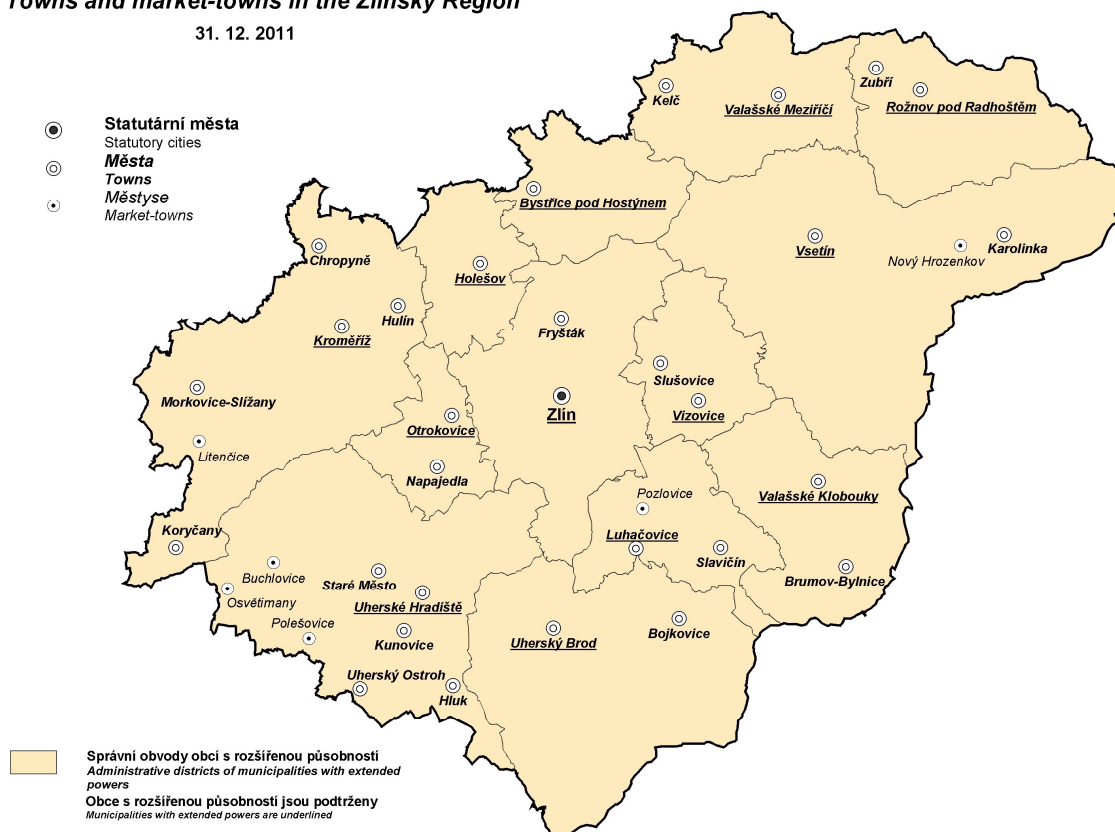 Towns and market-towns in the Zlínský Region
31. 12. 2011
Statutární města
Statutory cities
Města
Towns
Městyse
Market-towns
Zubří
Kelč
Valašské Meziříčí
Rožnov pod Radhoštěm
Bystřice pod Hostýnem
Vsetín
Karolinka
Nový Hrozenkov
Chropyně
Holešov
Hulín
Fryšták
Kroměříž
Slušovice
Morkovice-Slížany
Zlín
Vizovice
Otrokovice
Litenčice
Napajedla
Pozlovice
Valašské Klobouky
Koryčany
Luhačovice
Slavičín
Buchlovice
Staré Město
Brumov-Bylnice
Osvětimany
Uherské Hradiště
Polešovice
Kunovice
Uherský Brod
Bojkovice
Uherský Ostroh
Hluk
Správní obvody obcí s rozšířenou působností
Administrative districts of municipalities with extended
powers
Obce s rozšířenou působností jsou podtrženy
Municipalities with extended powers are underlined